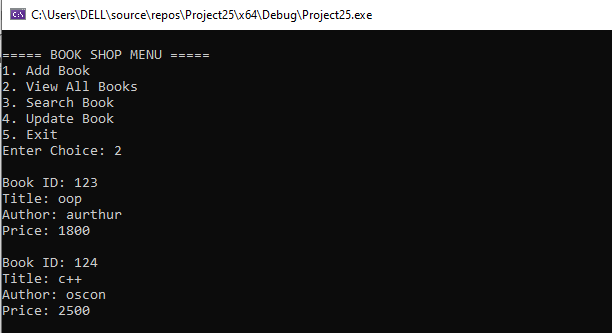 C:\Users\DELL\source\repos\Project25\x64\Debug\Project25.exe
===== BOOK SHOP MENU =====
1. Add Book
2. View All Books
3. Search Book
4. Update Book
5. Exit
Enter Choice: 2
Book ID: 123
Title: oop
Author: aurthur
Price: 1800
Book ID: 124
Title: c++
Author: oscon
Price: 2500